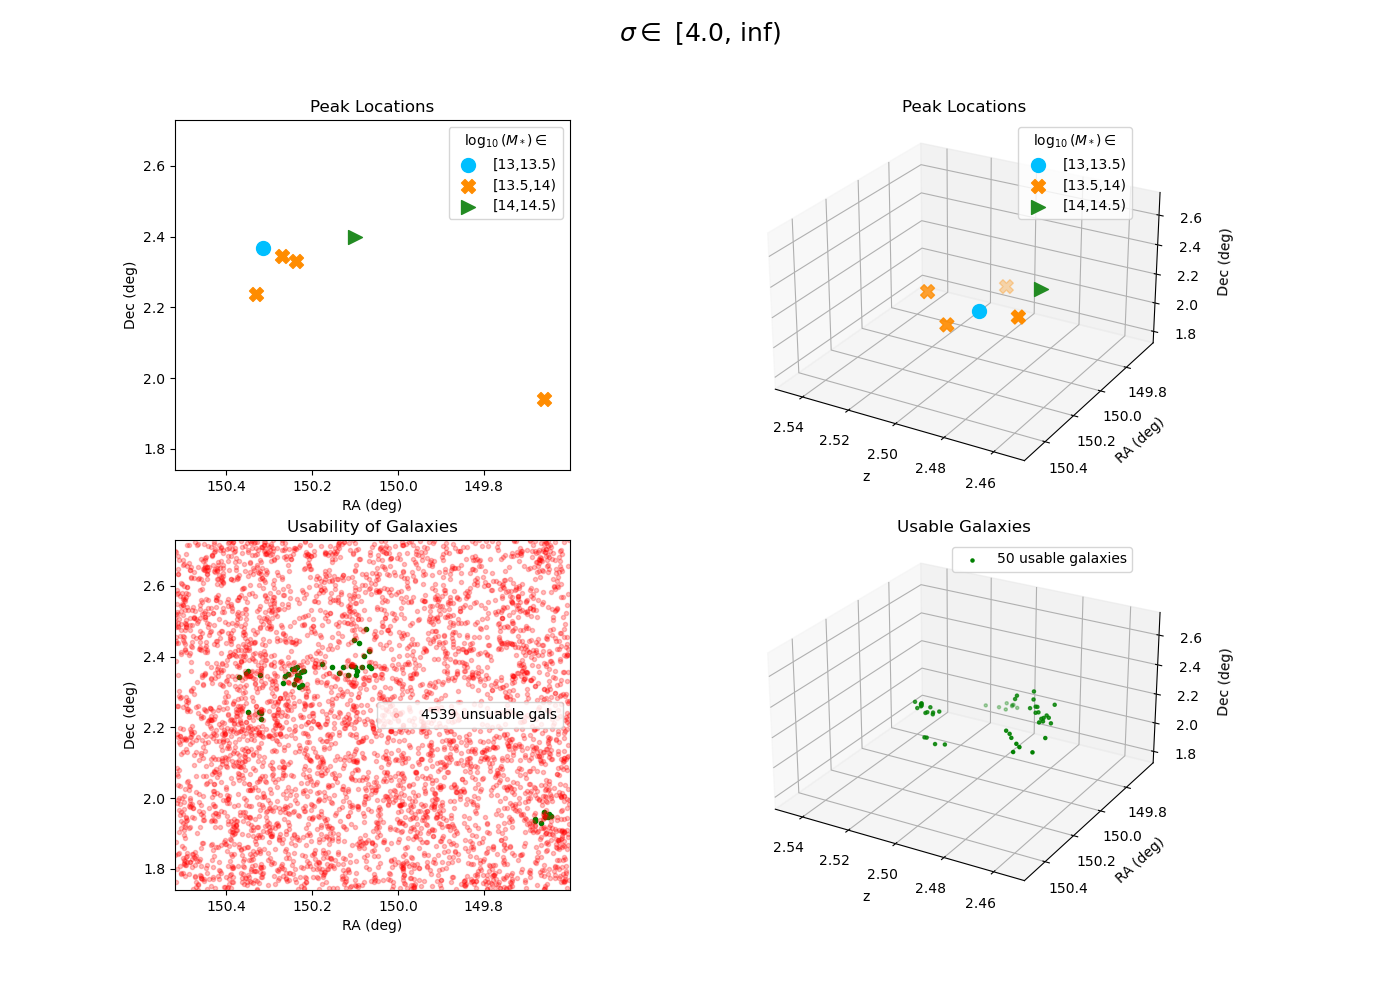 σ ∈ [4.0, inf)
Peak Locations
log₁₀(M*) ∈
[13,13.5)
[13.5,14)
[14,14.5)
2.6
2.4
2.2
2.0
1.8
Dec (deg)
150.4 150.2 150.0 149.8
RA (deg)
Peak Locations
log₁₀(M*) ∈
[13,13.5)
[13.5,14)
[14,14.5)
2.6
2.4
2.2
2.0
1.8
Dec (deg)
149.8
150.0
150.2
150.4
RA (deg)
2.54
2.52
2.50
2.48
2.46
z
Usability of Galaxies
4539 unsuable gals
2.6
2.4
2.2
2.0
1.8
Dec (deg)
150.4 150.2 150.0 149.8
RA (deg)
Usable Galaxies
50 usable galaxies
2.6
2.4
2.2
2.0
1.8
Dec (deg)
149.8
150.0
150.2
150.4
RA (deg)
2.54
2.52
2.50
2.48
2.46
z